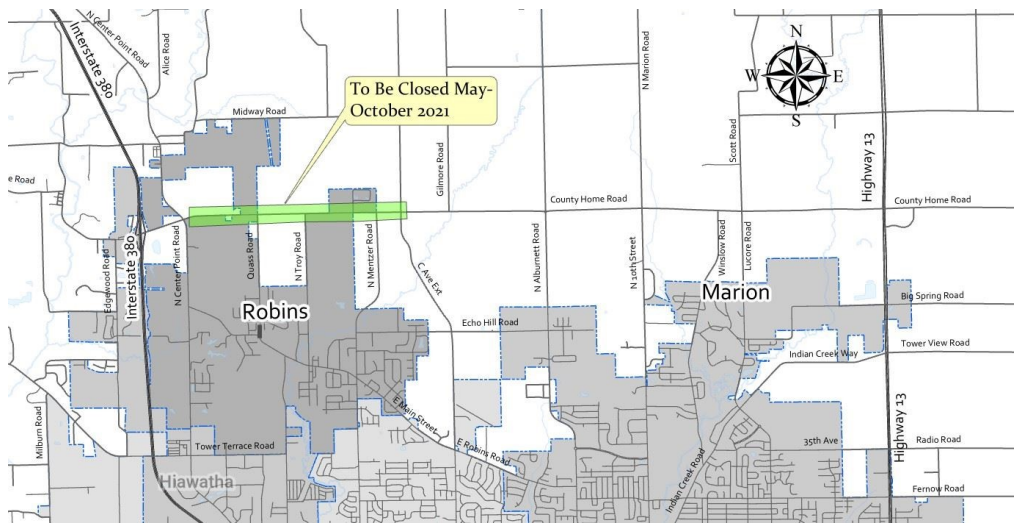 N Center Point Road
Interstate 380
Alice Road
To Be Closed May-
October 2021
Midway Road
N Marion Road
N
W
E
S
Scott Road
Highway 13
Gilmore Road
e Road
County Home Road
County Home Road
Interstate 380
Edgewood Road
N Center Point Road
Quass Road
N Troy Road
N Mentzer Road
C Ave Ext
N Alburnett Road
N 10th Street
Winslow Road
Lucore Road
Robins
Marion
Big Spring Road
Echo Hill Road
Tower View Road
Indian Creek Way
Milburn Road
E Main Street
E Robins Road
Highway 13
Tower Terrace Road
35th Ave
Radio Road
Indian Creek Road
Hiawatha
Fernow Road